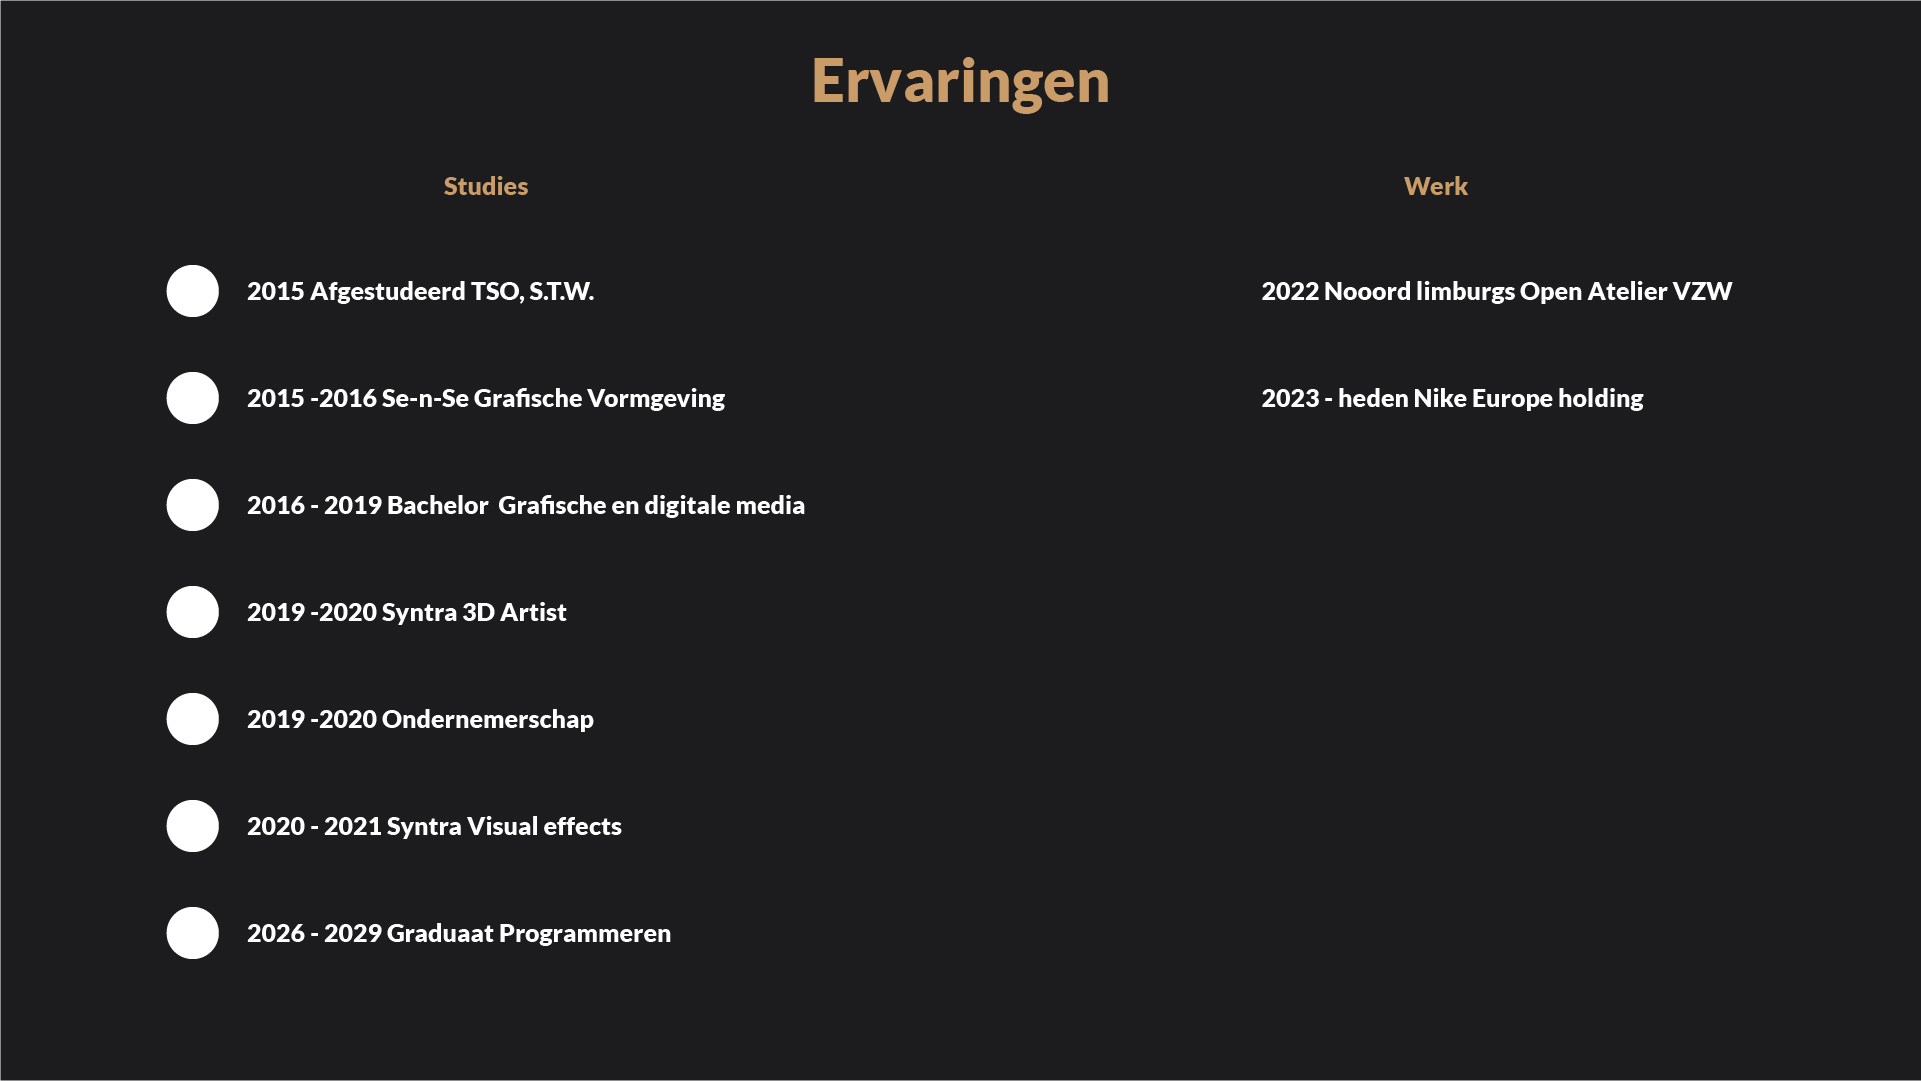 Ervaringen
Studies
2015 Afgestudeerd TSO, S.T.W.
2015 -2016 Se-n-Se Grafische Vormgeving
2016 - 2019 Bachelor  Grafische en digitale media
2019 -2020 Syntra 3D Artist
2019 -2020 Ondernemerschap
2020 - 2021 Syntra Visual effects
2026 - 2029 Graduaat Programmeren
Werk
2022 Nooord limburgs Open Atelier VZW
2023 - heden Nike Europe holding